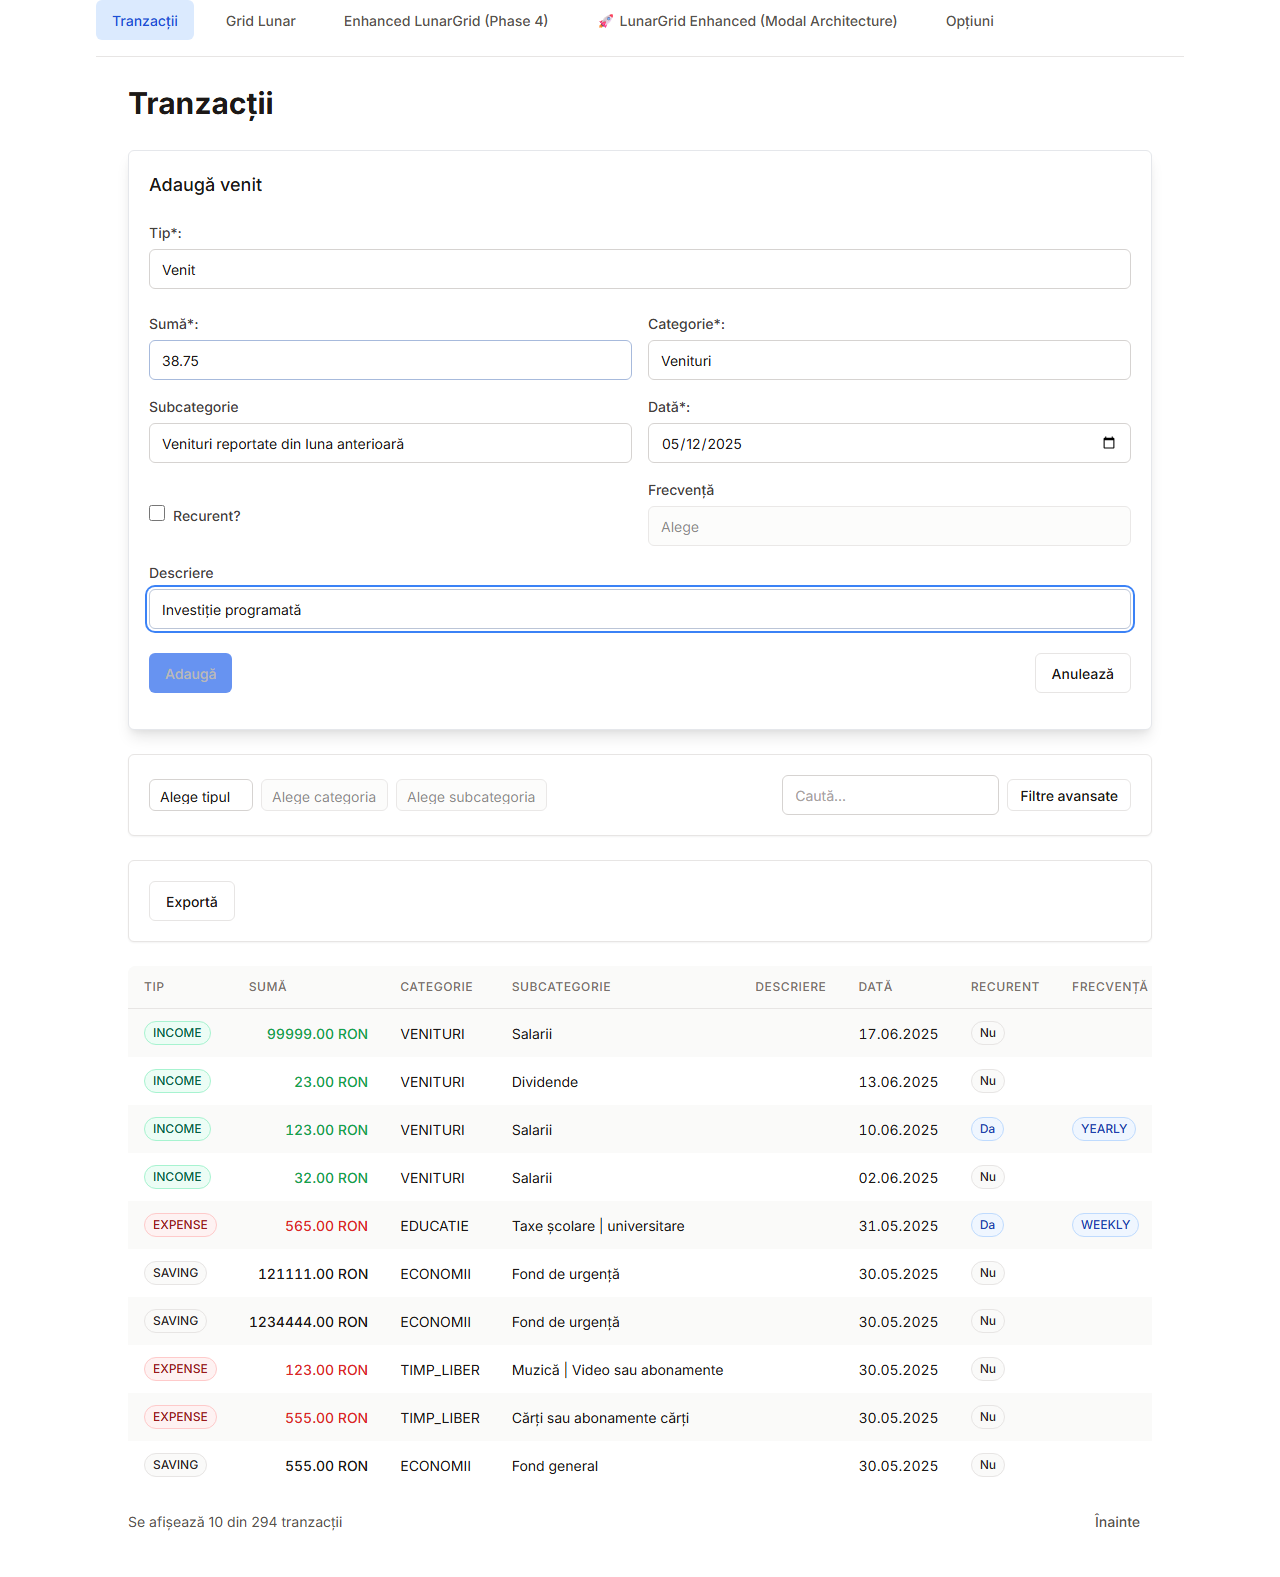 Tranzacții
Grid Lunar
Enhanced LunarGrid (Phase 4)
🚀 LunarGrid Enhanced (Modal Architecture)
Opțiuni
Tranzacții
Adaugă venit
Tip*:
Venit
Sumă*:
Categorie*:
38.75
Venituri
Subcategorie
Dată*:
Venituri reportate din luna anterioară
05/12/2025
Recurent?
Frecvență
Alege
Descriere
Investiție programată
Adaugă
Anulează
Alege tipul
Alege categoria
Alege subcategoria
Caută...
Filtre avansate
Exportă
TIP SUMĂ CATEGORIE SUBCATEGORIE DESCRIERE DATĂ RECURENT FRECVENȚĂ
INCOME 99999.00 RON VENITURI Salarii 17.06.2025 Nu
INCOME 23.00 RON VENITURI Dividende 13.06.2025 Nu
INCOME 123.00 RON VENITURI Salarii 10.06.2025 Da YEARLY
INCOME 32.00 RON VENITURI Salarii 02.06.2025 Nu
EXPENSE 565.00 RON EDUCATIE Taxe școlare | universitare 31.05.2025 Da WEEKLY
SAVING 121111.00 RON ECONOMII Fond de urgență 30.05.2025 Nu
SAVING 1234444.00 RON ECONOMII Fond de urgență 30.05.2025 Nu
EXPENSE 123.00 RON TIMP_LIBER Muzică | Video sau abonamente 30.05.2025 Nu
EXPENSE 555.00 RON TIMP_LIBER Cărți sau abonamente cărți 30.05.2025 Nu
SAVING 555.00 RON ECONOMII Fond general 30.05.2025 Nu
Se afișează 10 din 294 tranzacții
Înainte